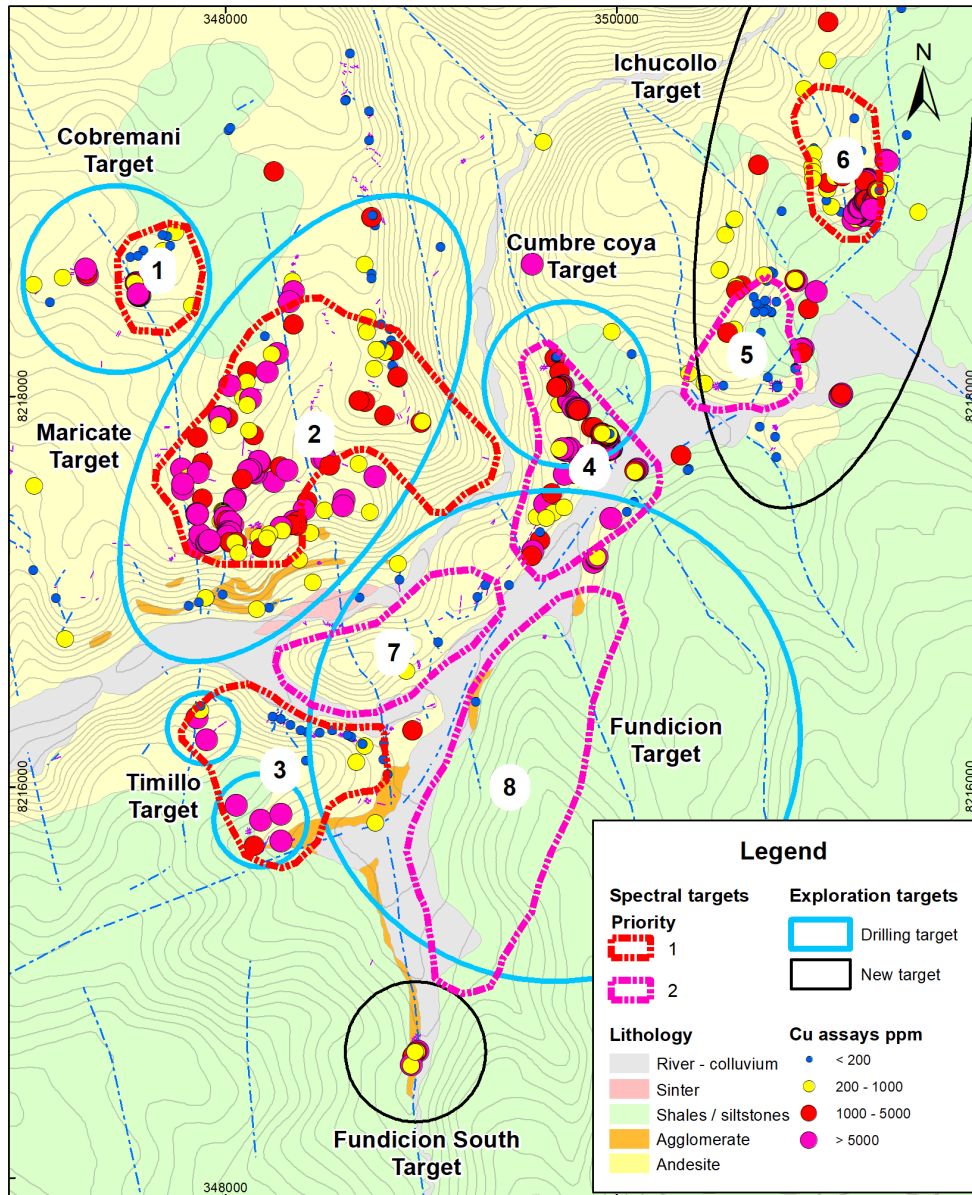 348000
350000
Ichucollo
Target
N
Cobremani
Target
6
Cumbre coya
Target
1
5
8218000
8218000
Maricate
Target
2
4
7
Fundicion
Target
3
8
Timillo
Target
8216000
8216000
Legend
Spectral targets
Exploration targets
Priority
1
Drilling target
2
New target
Lithology
Cu assays ppm
River - colluvium
< 200
Sinter
200 - 1000
Shales / siltstones
1000 - 5000
Agglomerate
> 5000
Andesite
Fundicion South
Target
348000